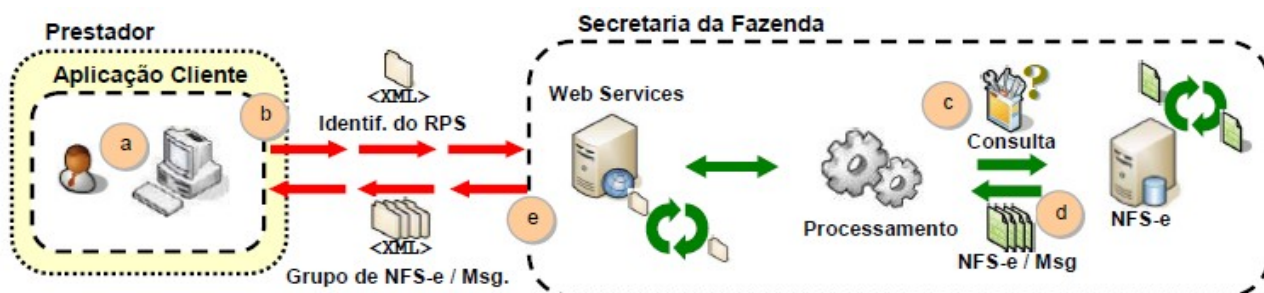 Prestador
Aplicação Cliente
a
b
<XML>
Identif. do RPS
<XML>
Grupo de NFS-e / Msg.
Secretaria da Fazenda
Web Services
e
Processamento
c
?
Consulta
d
NFS-e / Msg
NFS-e